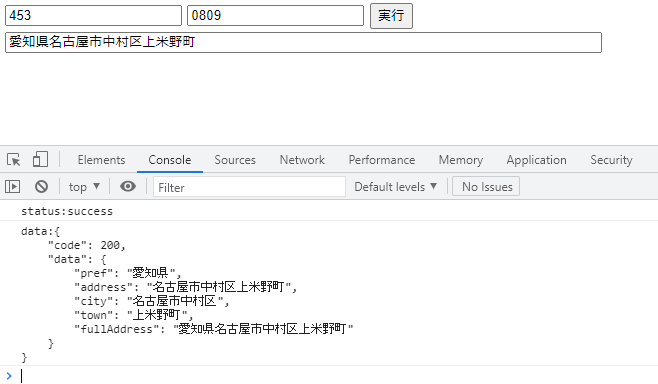 453 0809 実行
愛知県名古屋市中村区上米野町
Elements Console Sources Network Performance Memory Application Security
top ▼ Filter Default levels ▼ No Issues
status:success
data:{
    "code": 200,
    "data": {
        "pref": "愛知県",
        "address": "名古屋市中村区上米野町",
        "city": "名古屋市中村区",
        "town": "上米野町",
        "fullAddress": "愛知県名古屋市中村区上米野町"
    }
}
>